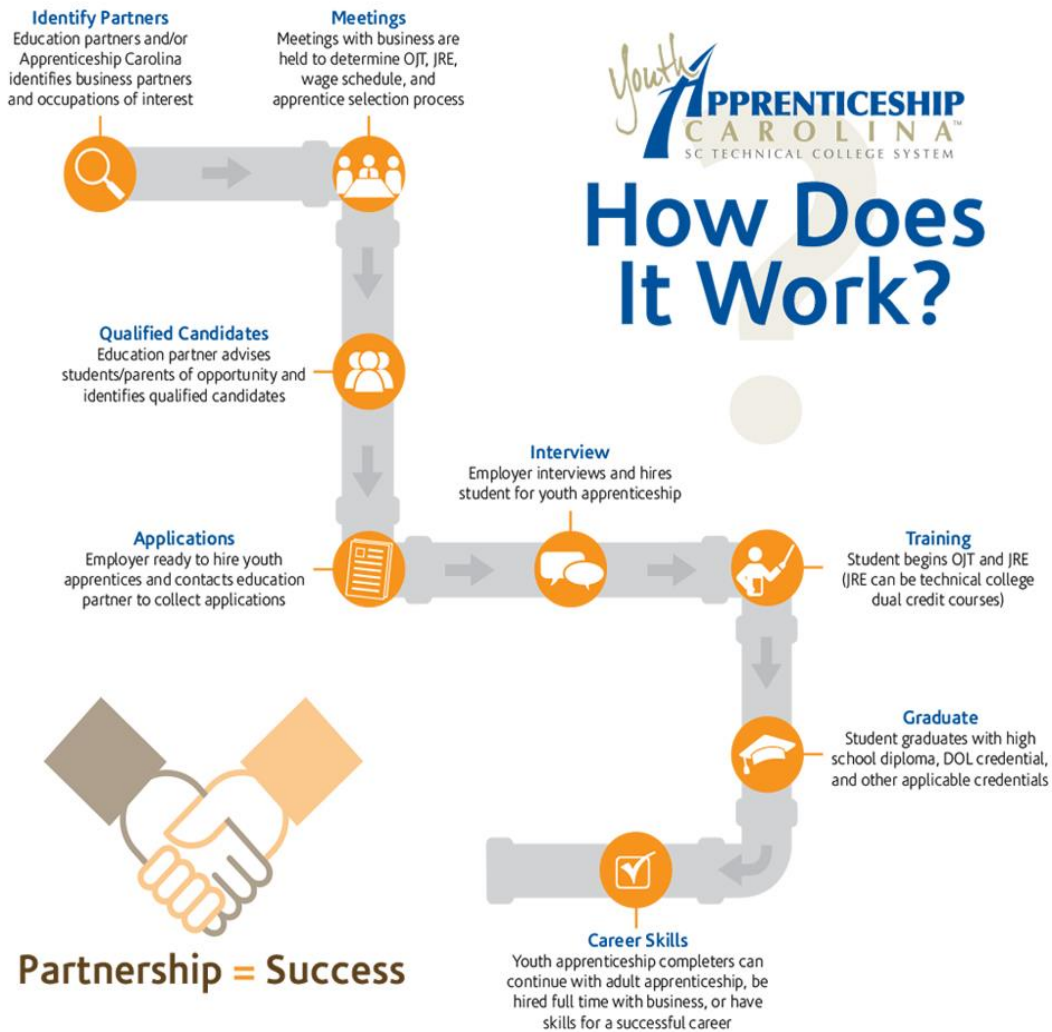 Identify Partners
Education partners and/or
Apprenticeship Carolina
identifies business partners
and occupations of interest
Meetings
Meetings with business are
held to determine OJT, JRE,
wage schedule, and
apprentice selection process
Youth
APPRENTICESHIP
CAROLINA™
SC TECHNICAL COLLEGE SYSTEM
How Does
It Work?
Qualified Candidates
Education partner advises
students/parents of opportunity and
identifies qualified candidates
Applications
Employer ready to hire youth
apprentices and contacts education
partner to collect applications
Interview
Employer interviews and hires
student for youth apprenticeship
Training
Student begins OJT and JRE
(JRE can be technical college
dual credit courses)
Graduate
Student graduates with high
school diploma, DOL credential,
and other applicable credentials
Career Skills
Youth apprenticeship completers can
continue with adult apprenticeship, be
hired full time with business, or have
skills for a successful career
Partnership = Success